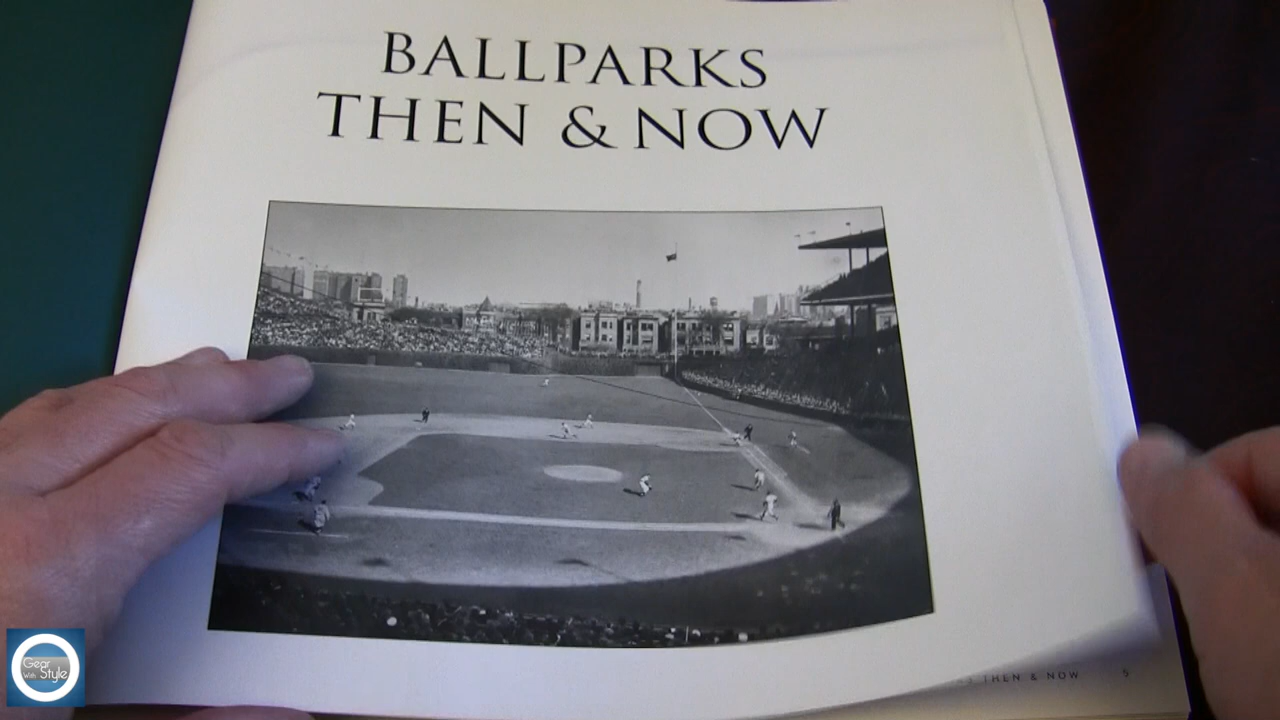 BALLPARKS
THEN & NOW
THEN & NOW 5
Gear
With Style